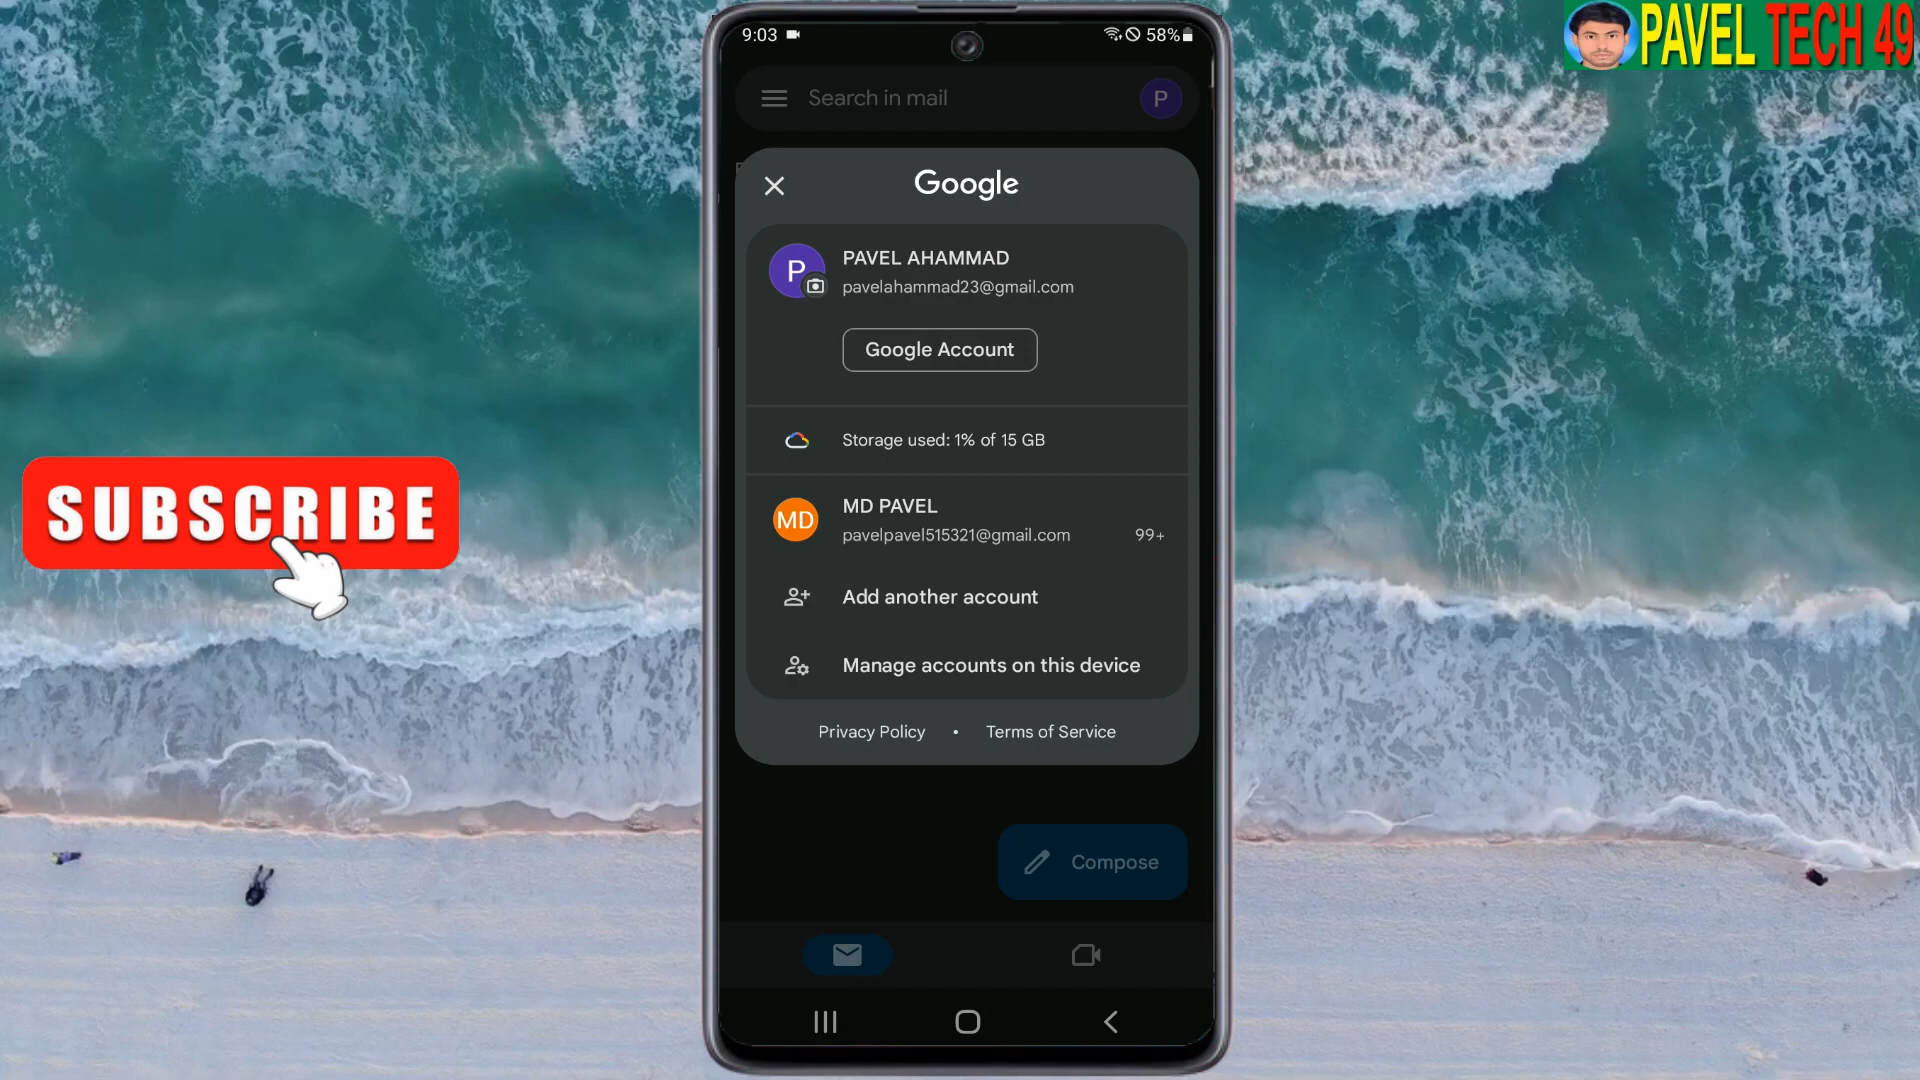 PAVEL TECH 49
9:03
58%
Search in mail
P
Google
P
PAVEL AHAMMAD
pavelahammad23@gmail.com
Google Account
Storage used: 1% of 15 GB
MD
MD PAVEL
pavelpavel515321@gmail.com 99+
Add another account
Manage accounts on this device
Privacy Policy • Terms of Service
Compose
SUBSCRIBE